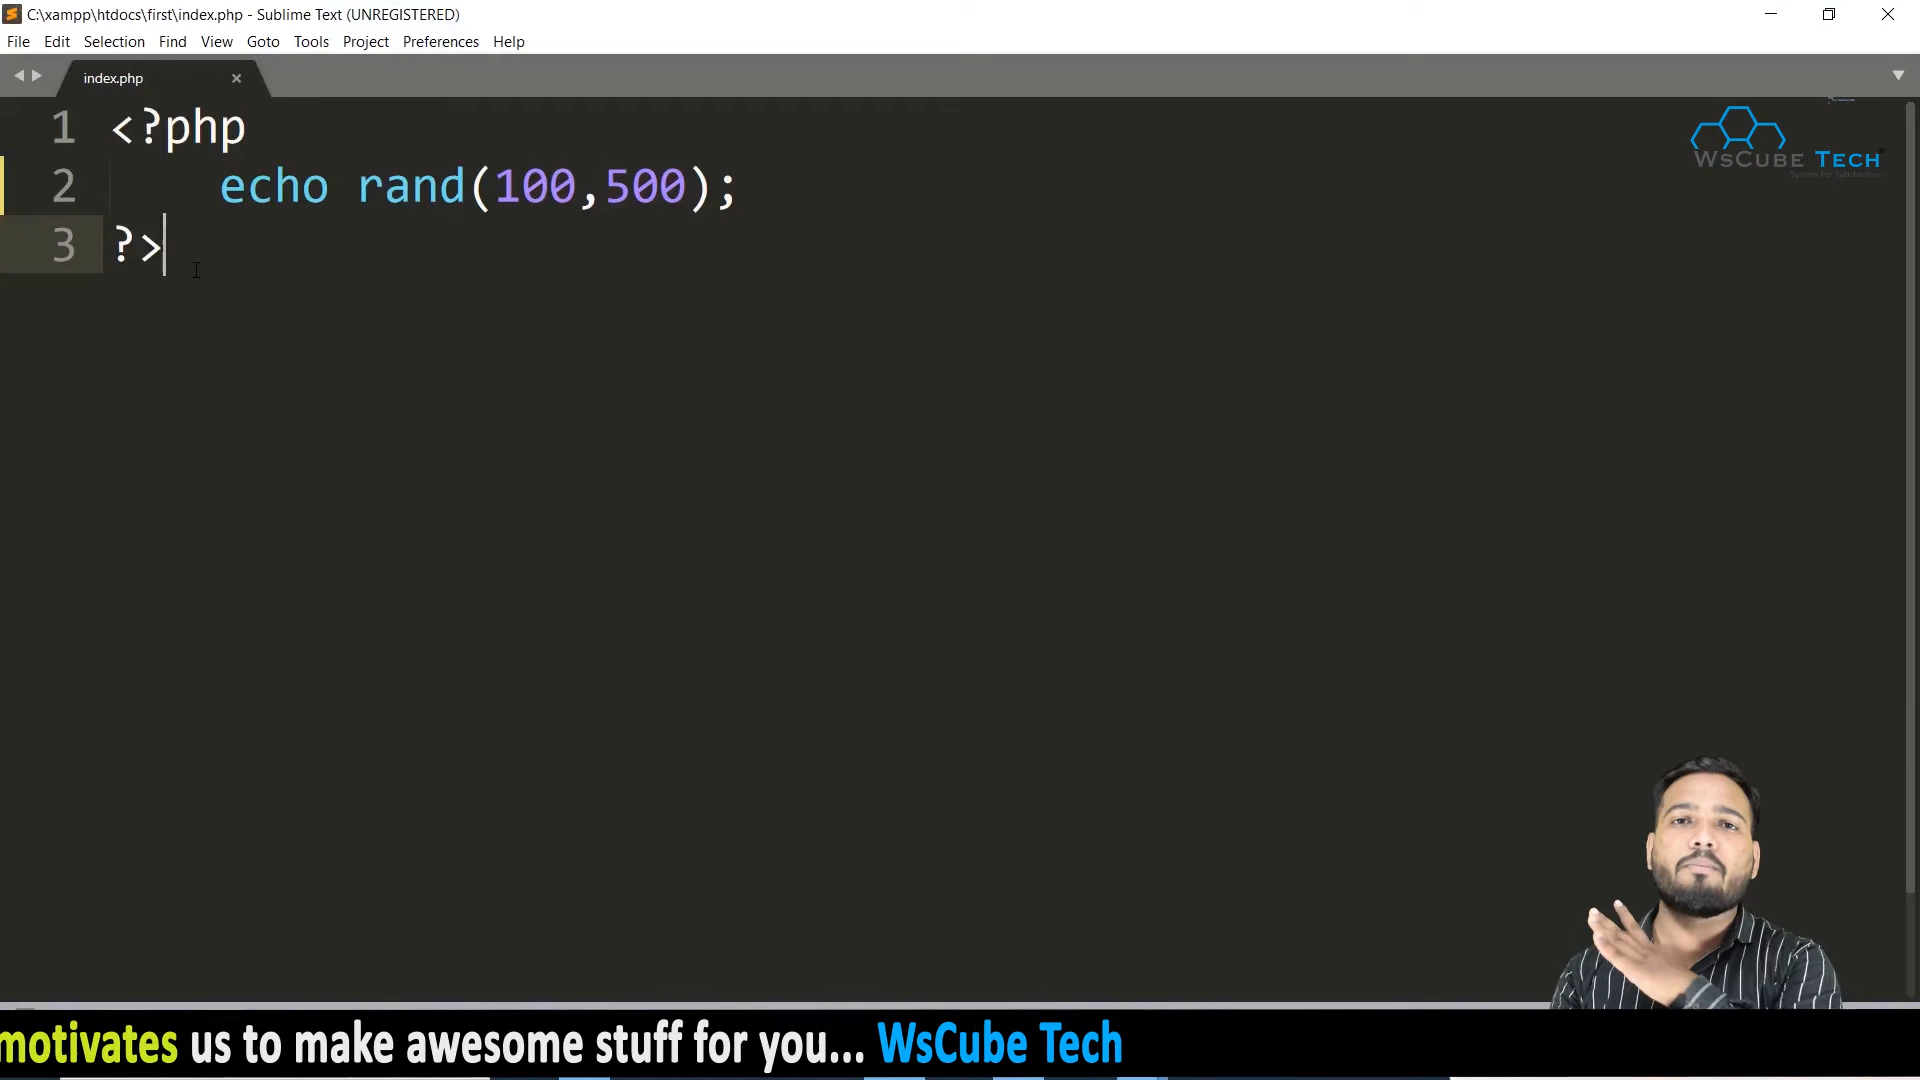 C:\xampp\htdocs\first\index.php - Sublime Text (UNREGISTERED)
File Edit Selection Find View Goto Tools Project Preferences Help
index.php
WsCube Tech
1 <?php
2 echo rand(100,500);
3 ?>
motivates us to make awesome stuff for you... WsCube Tech